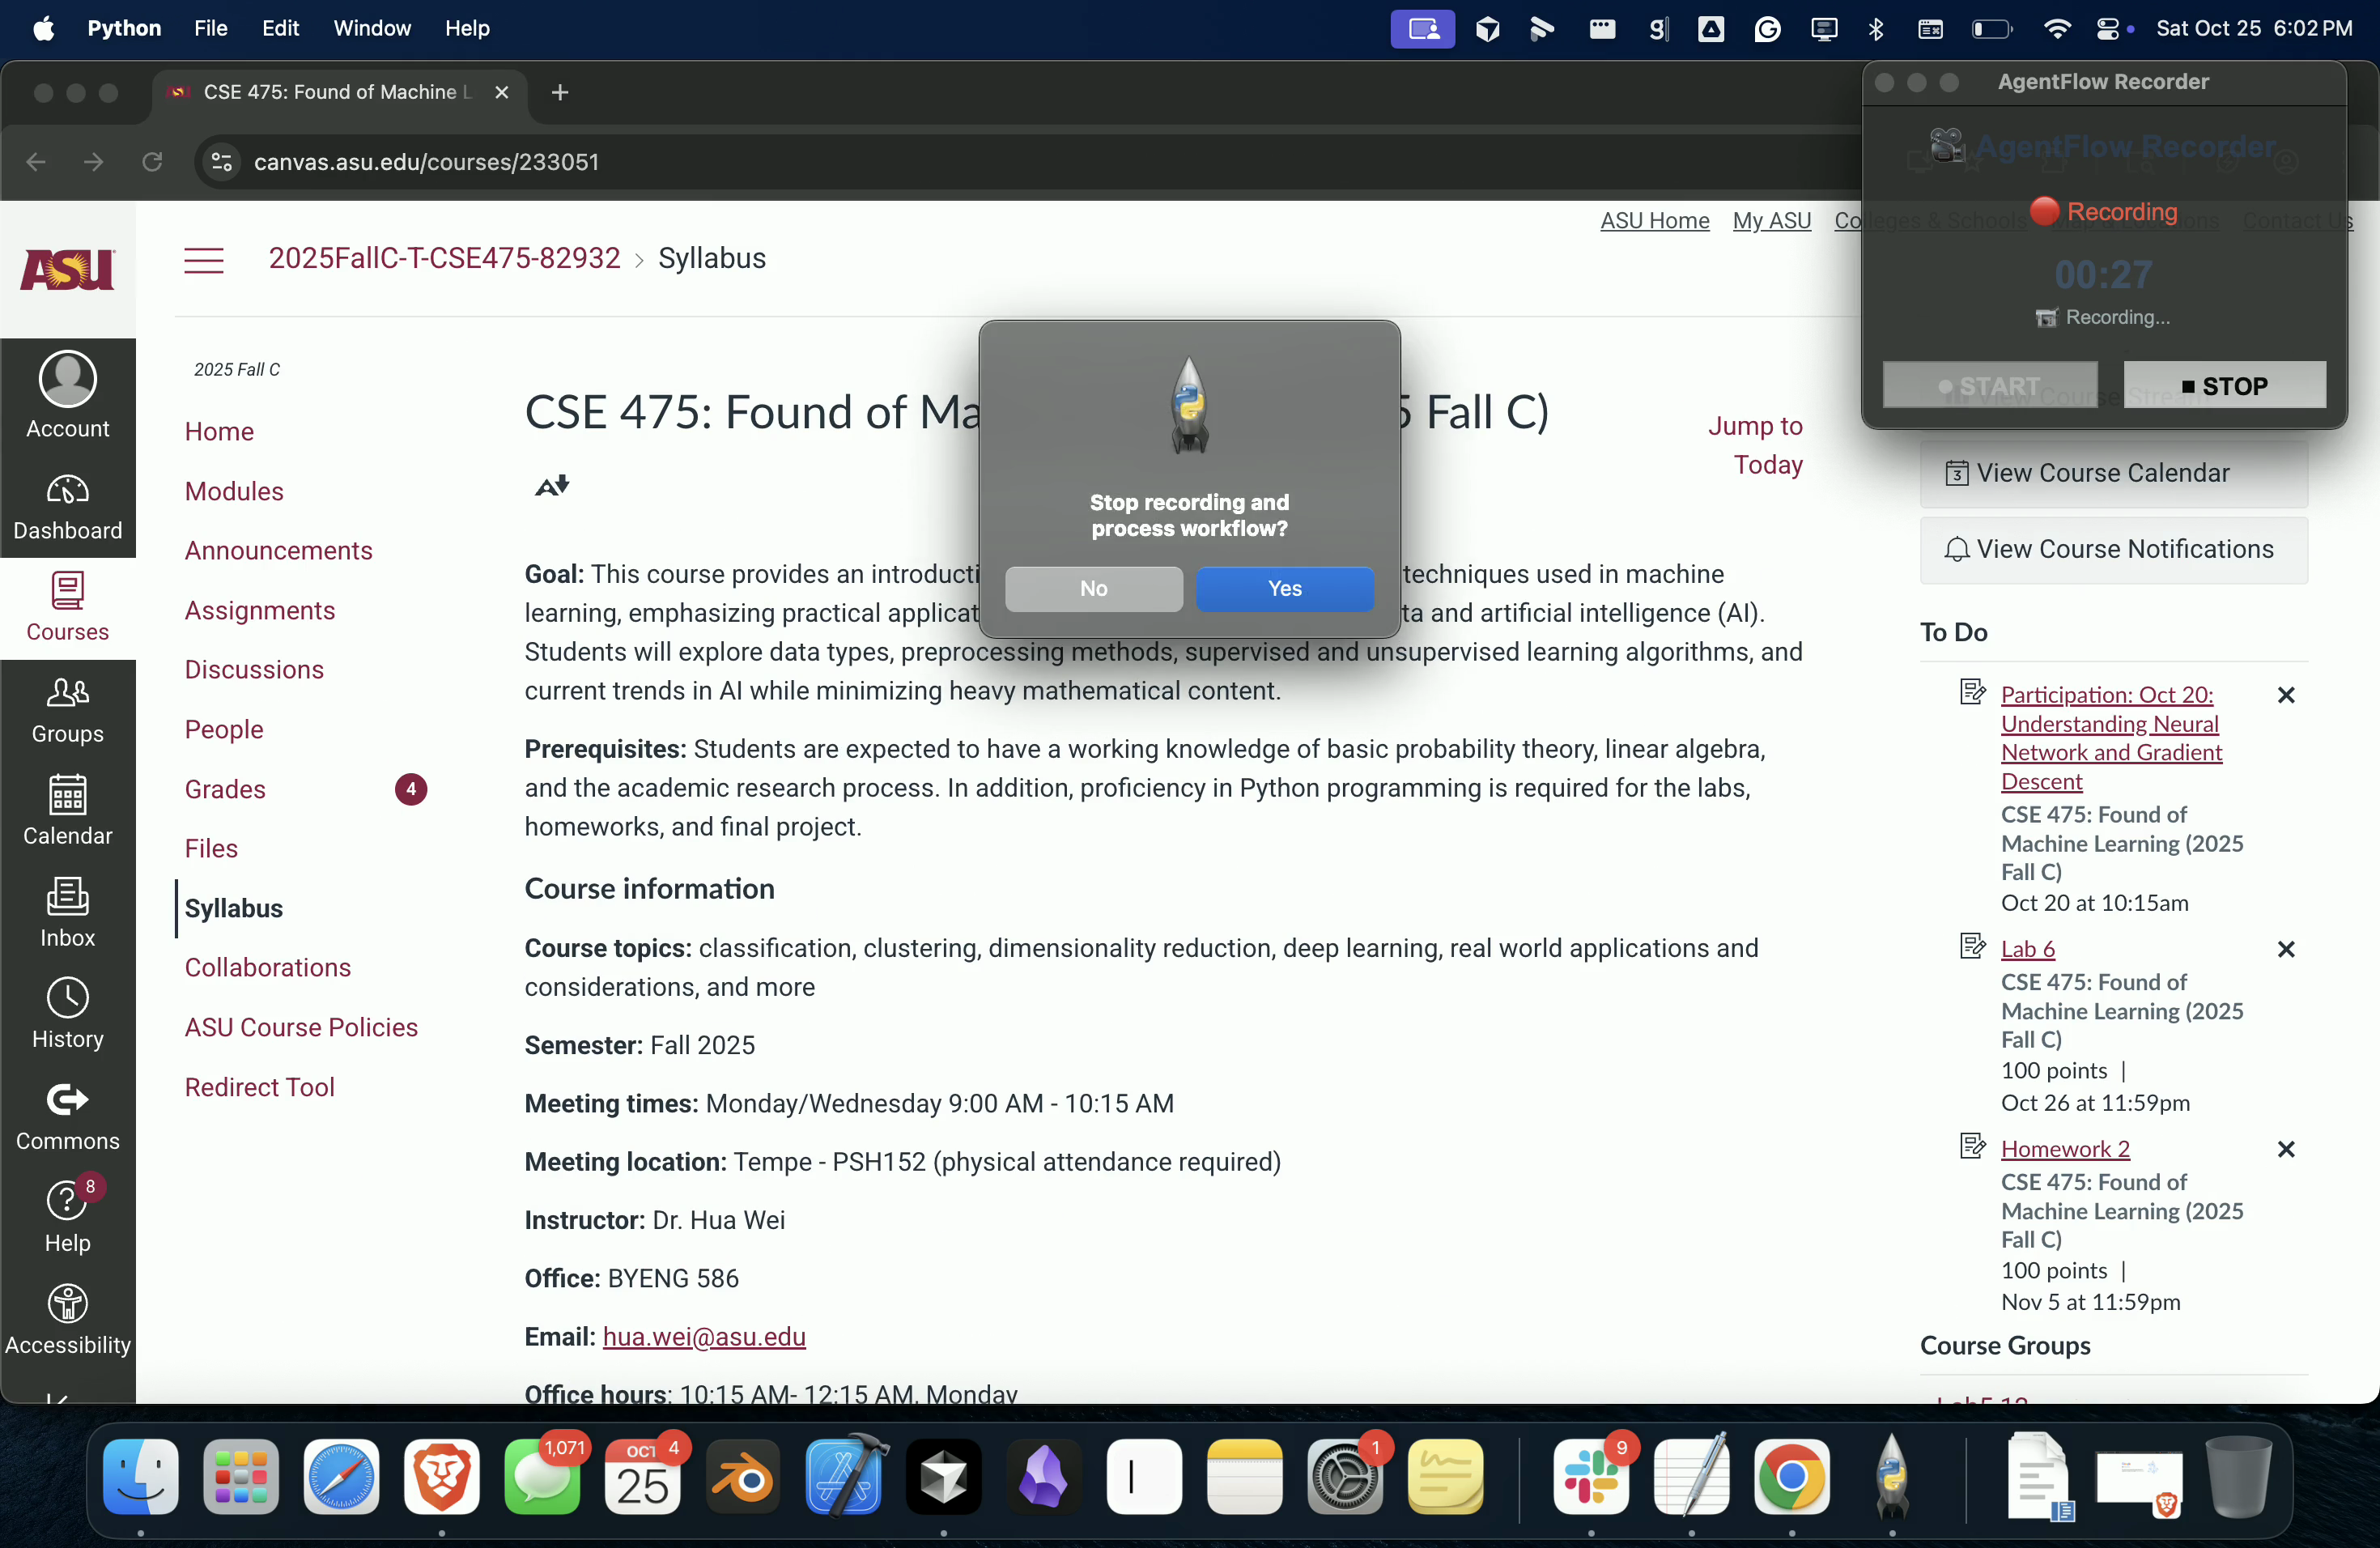 Python File Edit Window Help
Sat Oct 25 6:02 PM
CSE 475: Found of Machine L
canvas.asu.edu/courses/233051
AgentFlow Recorder
AgentFlow Recorder
Recording
00:27
Recording...
START
STOP
ASU Home My ASU Colleges & Schools Map & Locations Contact Us
ASU
2025FallC-T-CSE475-82932 > Syllabus
Account
Dashboard
Courses
Groups
Calendar
Inbox
History
Commons
8
Help
Accessibility
2025 Fall C
Home
Modules
Announcements
Assignments
Discussions
People
Grades 4
Files
Syllabus
Collaborations
ASU Course Policies
Redirect Tool
CSE 475: Found of Ma
5 Fall C)
Jump to
Today
Stop recording and
process workflow?
No
Yes
Goal: This course provides an introducti techniques used in machine
learning, emphasizing practical applicat ta and artificial intelligence (AI).
Students will explore data types, preprocessing methods, supervised and unsupervised learning algorithms, and
current trends in AI while minimizing heavy mathematical content.
Prerequisites: Students are expected to have a working knowledge of basic probability theory, linear algebra,
and the academic research process. In addition, proficiency in Python programming is required for the labs,
homeworks, and final project.
Course information
Course topics: classification, clustering, dimensionality reduction, deep learning, real world applications and
considerations, and more
Semester: Fall 2025
Meeting times: Monday/Wednesday 9:00 AM - 10:15 AM
Meeting location: Tempe - PSH152 (physical attendance required)
Instructor: Dr. Hua Wei
Office: BYENG 586
Email: hua.wei@asu.edu
Office hours: 10:15 AM- 12:15 AM, Monday
View Course Stream
3 View Course Calendar
View Course Notifications
To Do
Participation: Oct 20:
Understanding Neural
Network and Gradient
Descent
CSE 475: Found of
Machine Learning (2025
Fall C)
Oct 20 at 10:15am
Lab 6
CSE 475: Found of
Machine Learning (2025
Fall C)
100 points |
Oct 26 at 11:59pm
Homework 2
CSE 475: Found of
Machine Learning (2025
Fall C)
100 points |
Nov 5 at 11:59pm
Course Groups
1,071
OCT 4
25
1
9